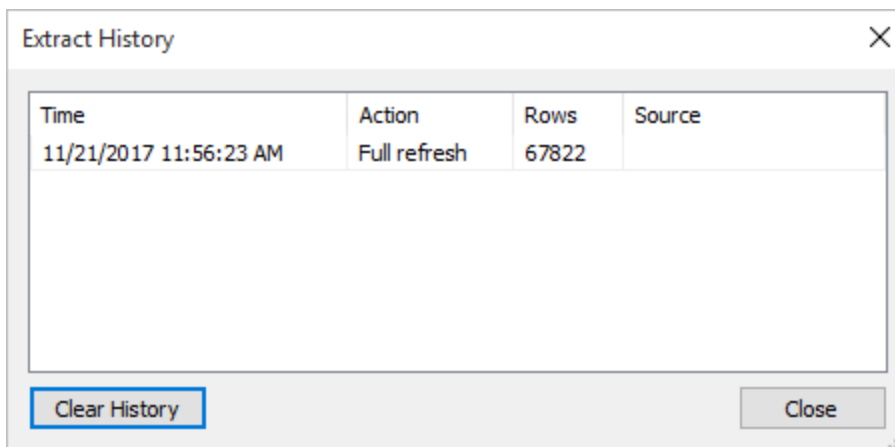 Extract History
Time Action Rows Source
11/21/2017 11:56:23 AM Full refresh 67822
Clear History Close